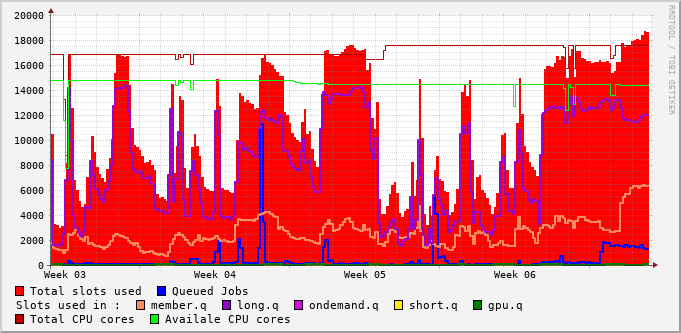 20000
18000
16000
14000
12000
10000
8000
6000
4000
2000
0
Week 03 Week 04 Week 05 Week 06
RRDTOOL / TOBI OETIKER
Total slots used Queued Jobs
Slots used in : member.q long.q ondemand.q short.q gpu.q
Total CPU cores Availale CPU cores